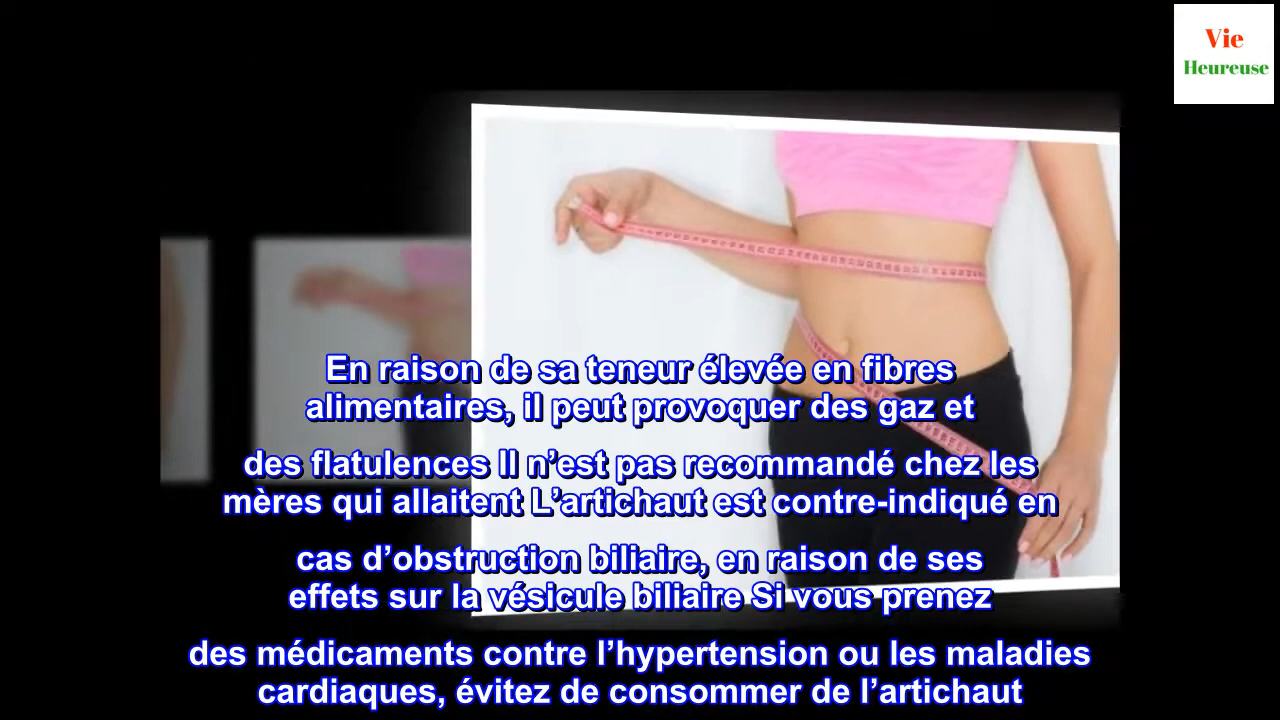 Vie
Heureuse
En raison de sa teneur élevée en fibres
alimentaires, il peut provoquer des gaz et
des flatulences Il n’est pas recommandé chez les
mères qui allaitent L’artichaut est contre-indiqué en
cas d’obstruction biliaire, en raison de ses
effets sur la vésicule biliaire Si vous prenez
des médicaments contre l’hypertension ou les maladies
cardiaques, évitez de consommer de l’artichaut